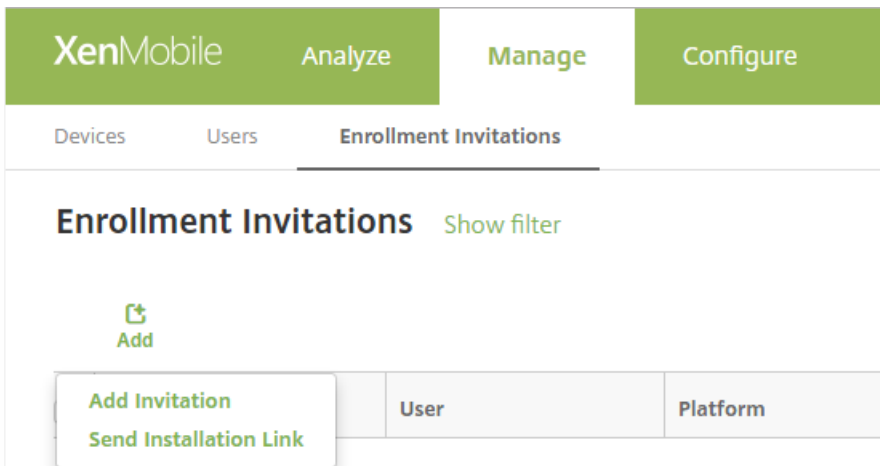 XenMobile Analyze Manage Configure
Devices Users Enrollment Invitations
Enrollment Invitations Show filter
Add
Add Invitation User Platform
Send Installation Link